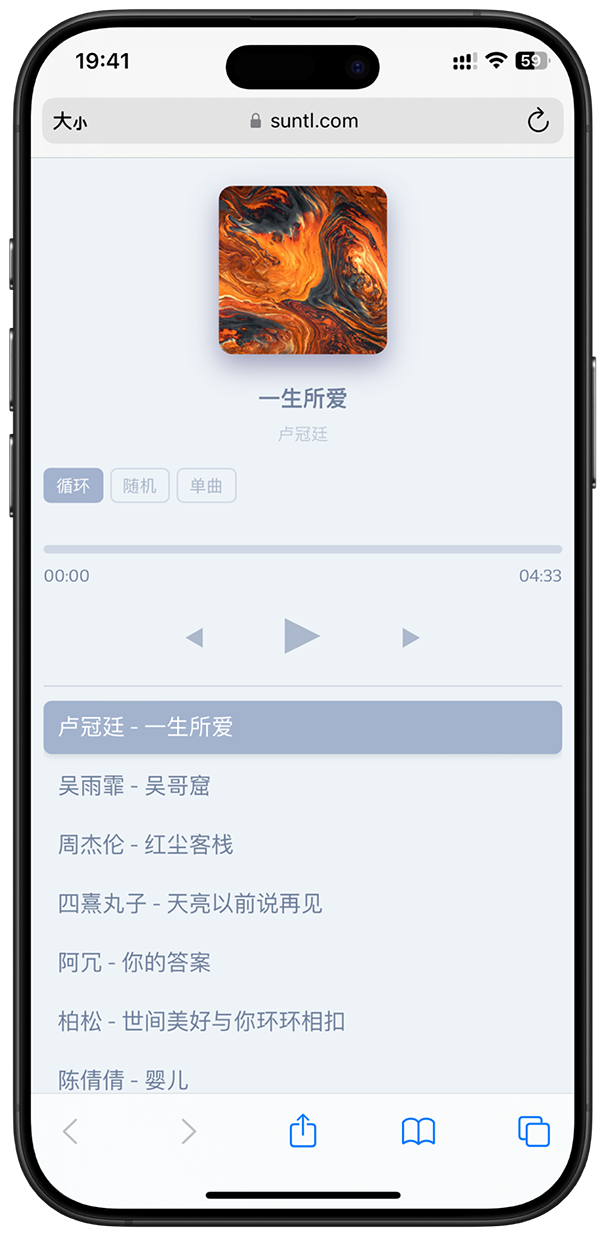 19:41
59
大小
suntl.com
一生所爱
卢冠廷
循环 随机 单曲
00:00 04:33
卢冠廷 - 一生所爱
吴雨霏 - 吴哥窟
周杰伦 - 红尘客栈
四熹丸子 - 天亮以前说再见
阿冗 - 你的答案
柏松 - 世间美好与你环环相扣
陈倩倩 - 婴儿